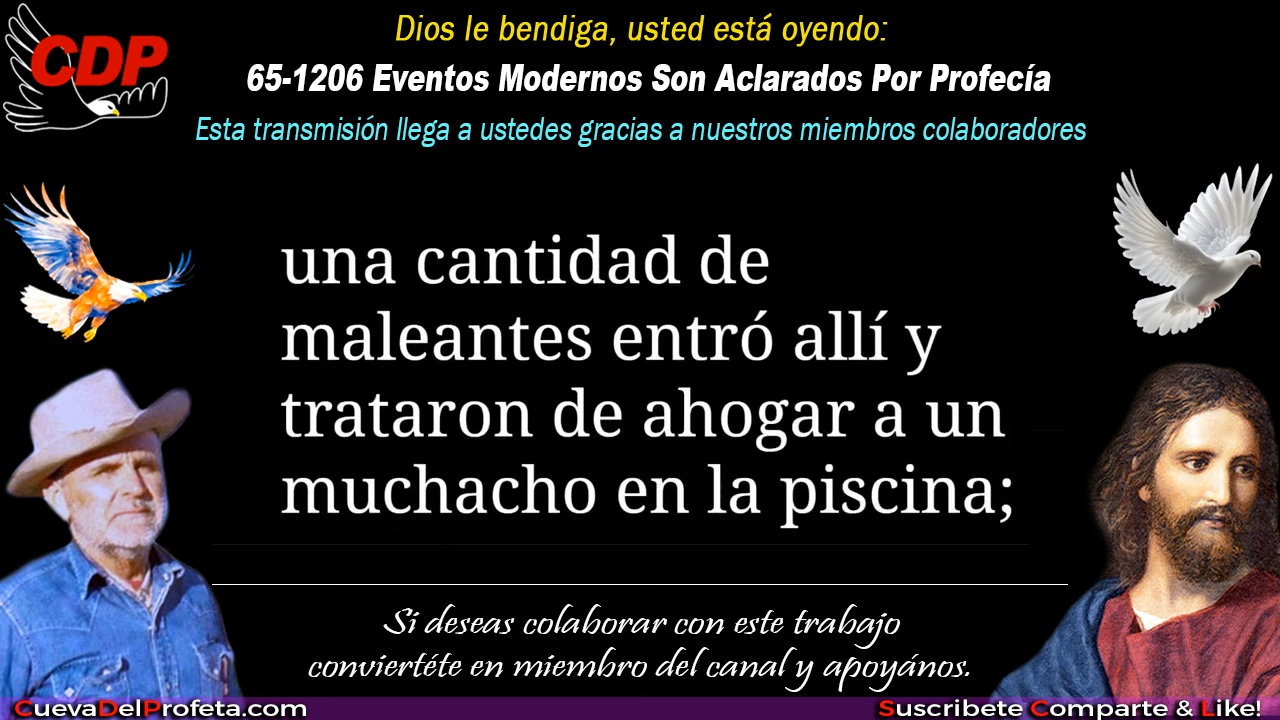 CDP
Dios le bendiga, usted está oyendo:
65-1206 Eventos Modernos Son Aclarados Por Profecía
Esta transmisión llega a ustedes gracias a nuestros miembros colaboradores
una cantidad de
maleantes entró allí y
trataron de ahogar a un
muchacho en la piscina;
Si deseas colaborar con este trabajo
conviertéte en miembro del canal y apoyános.
CuevaDelProfeta.com
Suscribete Comparte & Like!